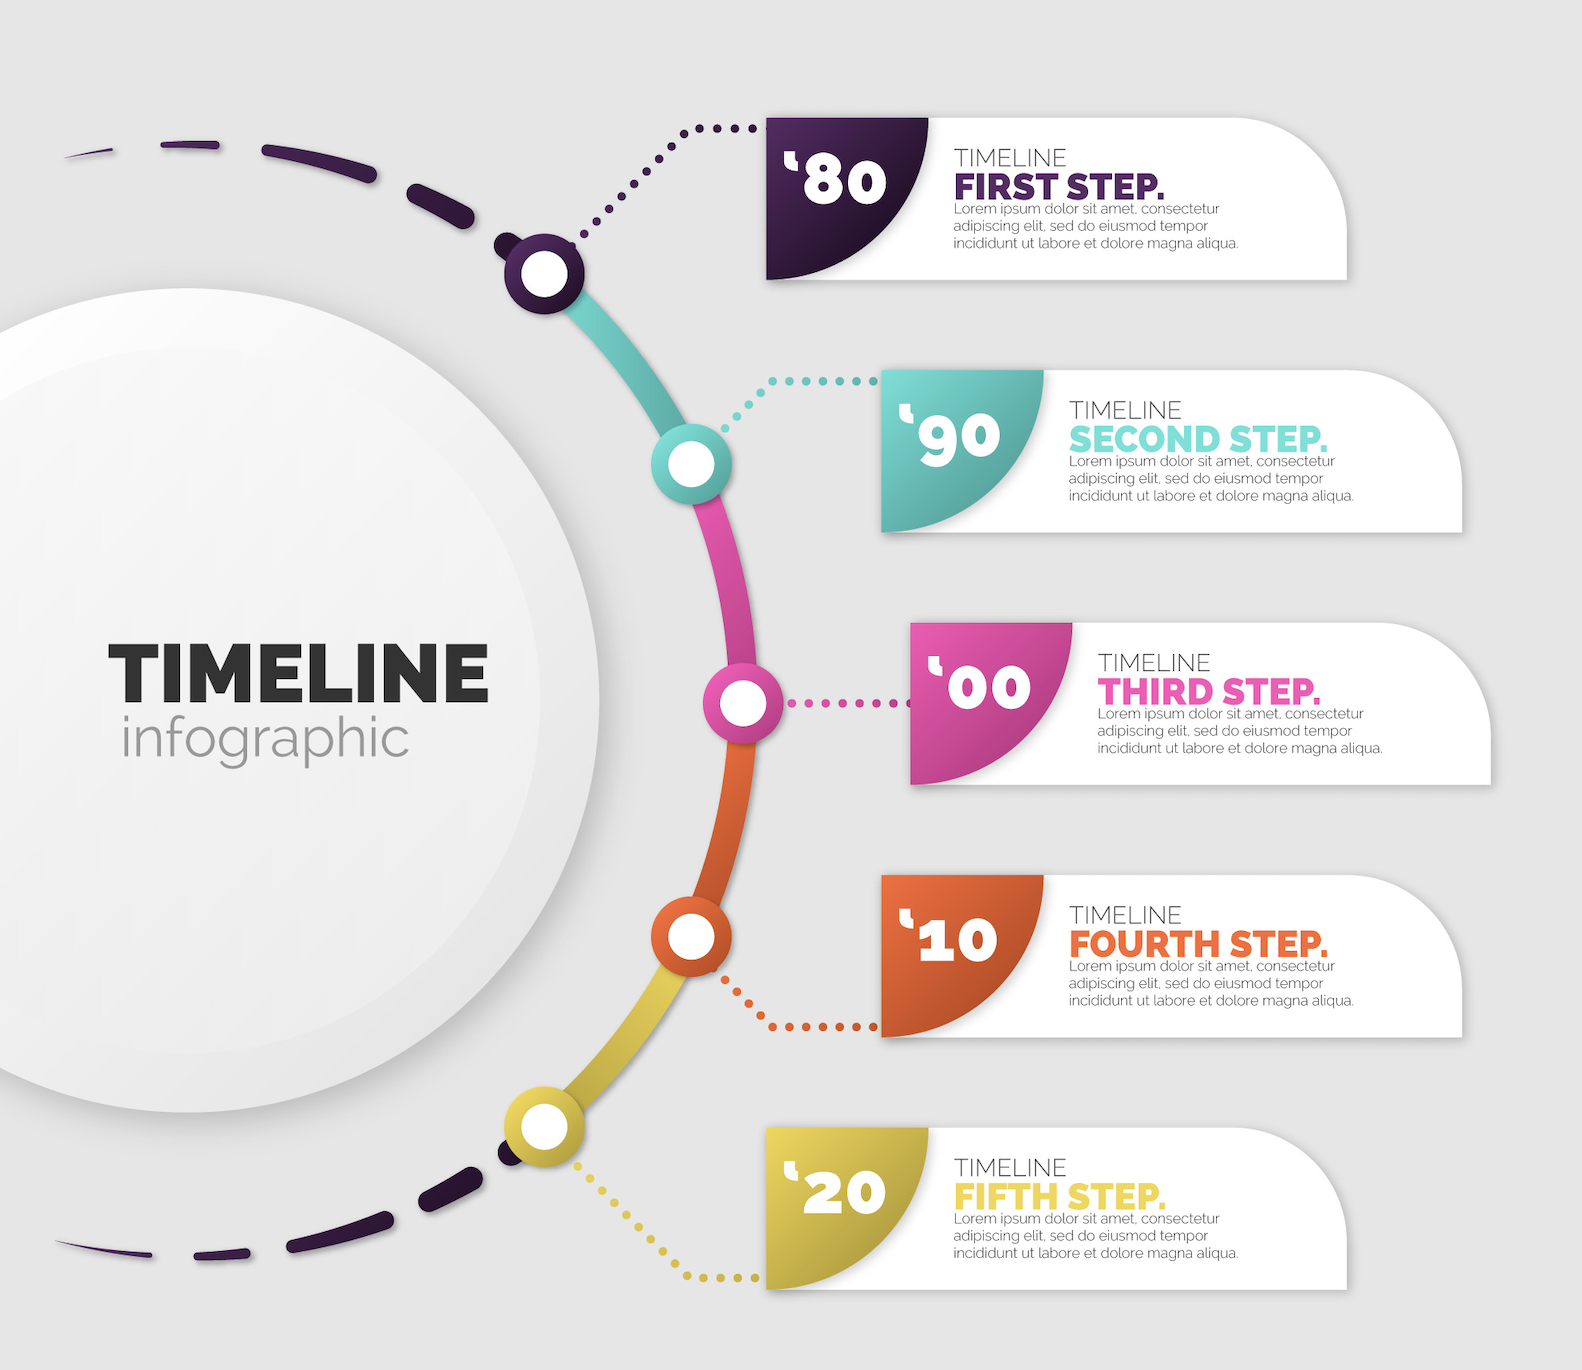 TIMELINE
infographic
‘80
TIMELINE
FIRST STEP.
Lorem ipsum dolor sit amet, consectetur
adipiscing elit, sed do eiusmod tempor
incididunt ut labore et dolore magna aliqua.
‘90
TIMELINE
SECOND STEP.
Lorem ipsum dolor sit amet, consectetur
adipiscing elit, sed do eiusmod tempor
incididunt ut labore et dolore magna aliqua.
‘00
TIMELINE
THIRD STEP.
Lorem ipsum dolor sit amet, consectetur
adipiscing elit, sed do eiusmod tempor
incididunt ut labore et dolore magna aliqua.
‘10
TIMELINE
FOURTH STEP.
Lorem ipsum dolor sit amet, consectetur
adipiscing elit, sed do eiusmod tempor
incididunt ut labore et dolore magna aliqua.
‘20
TIMELINE
FIFTH STEP.
Lorem ipsum dolor sit amet, consectetur
adipiscing elit, sed do eiusmod tempor
incididunt ut labore et dolore magna aliqua.